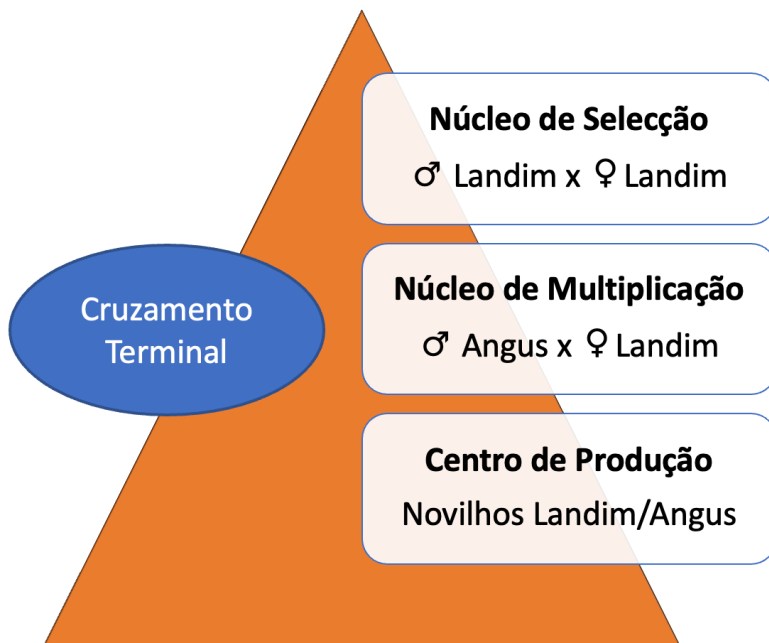 Núcleo de Selecção
♂ Landim x ♀ Landim
Cruzamento
Terminal
Núcleo de Multiplicação
♂ Angus x ♀ Landim
Centro de Produção
Novilhos Landim/Angus